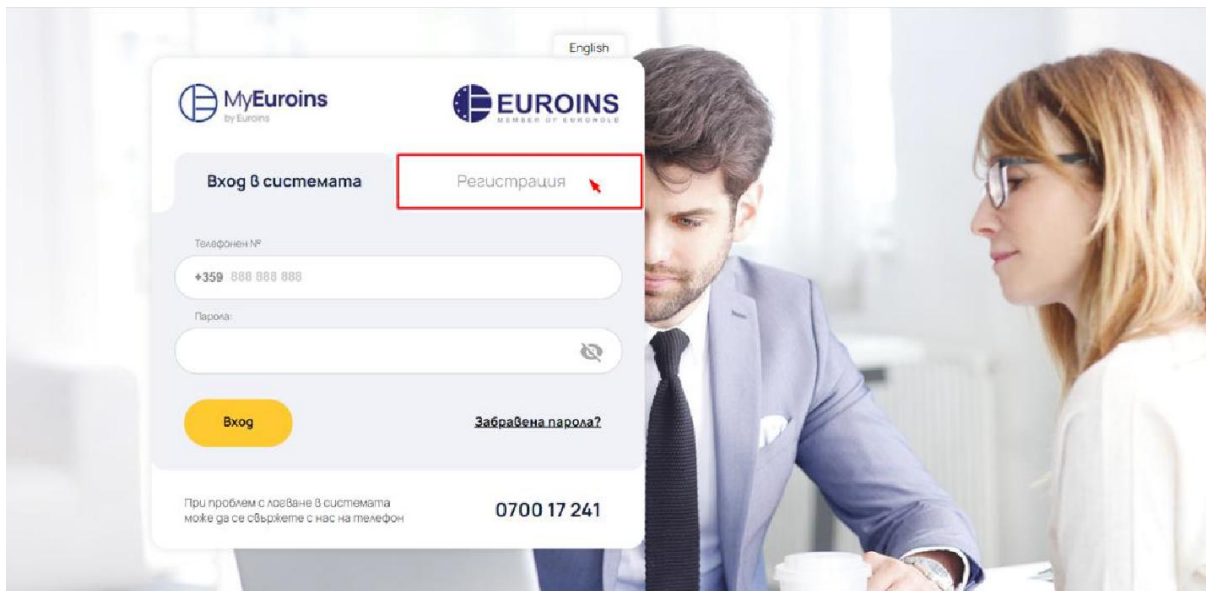 English
MyEuroins
by Euroins
EUROINS
MEMBER OF EUROHOLD
Вход в системата
Регистрация
Телефонен №
+359 888 888 888
Парола:
Вход
Забравена парола?
При проблем с логване в системата
може да се свържете с нас на телефон
0700 17 241